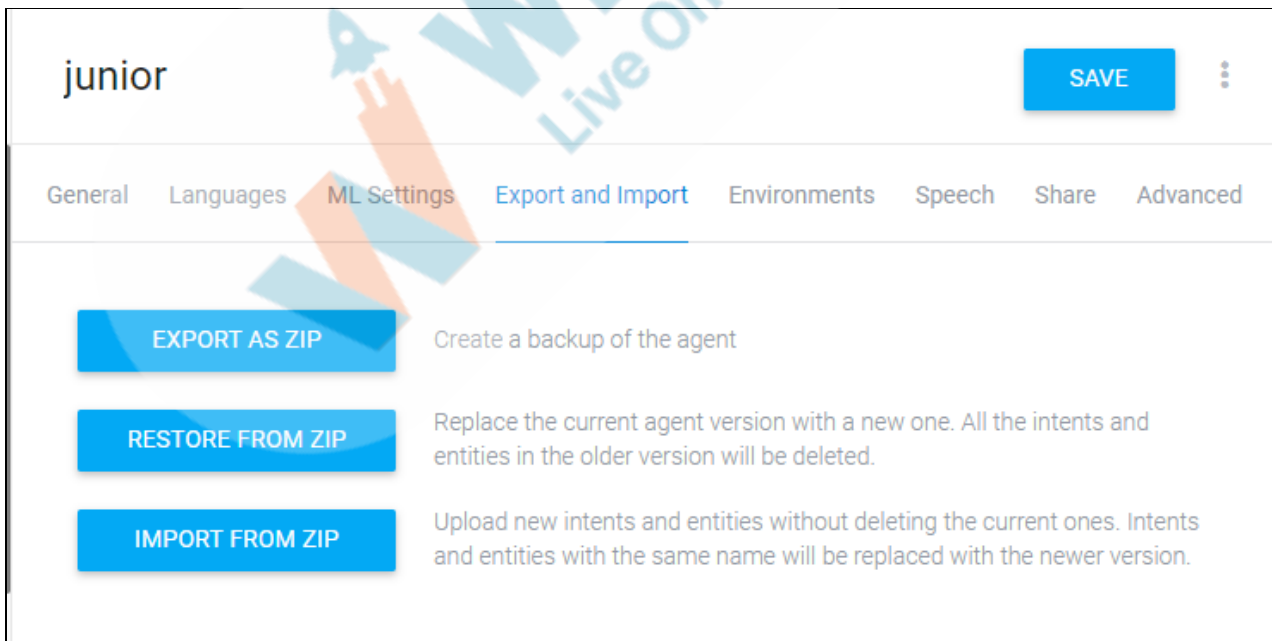 junior
SAVE
General Languages ML Settings Export and Import Environments Speech Share Advanced
EXPORT AS ZIP
Create a backup of the agent
RESTORE FROM ZIP
Replace the current agent version with a new one. All the intents and
entities in the older version will be deleted.
IMPORT FROM ZIP
Upload new intents and entities without deleting the current ones. Intents
and entities with the same name will be replaced with the newer version.
Live